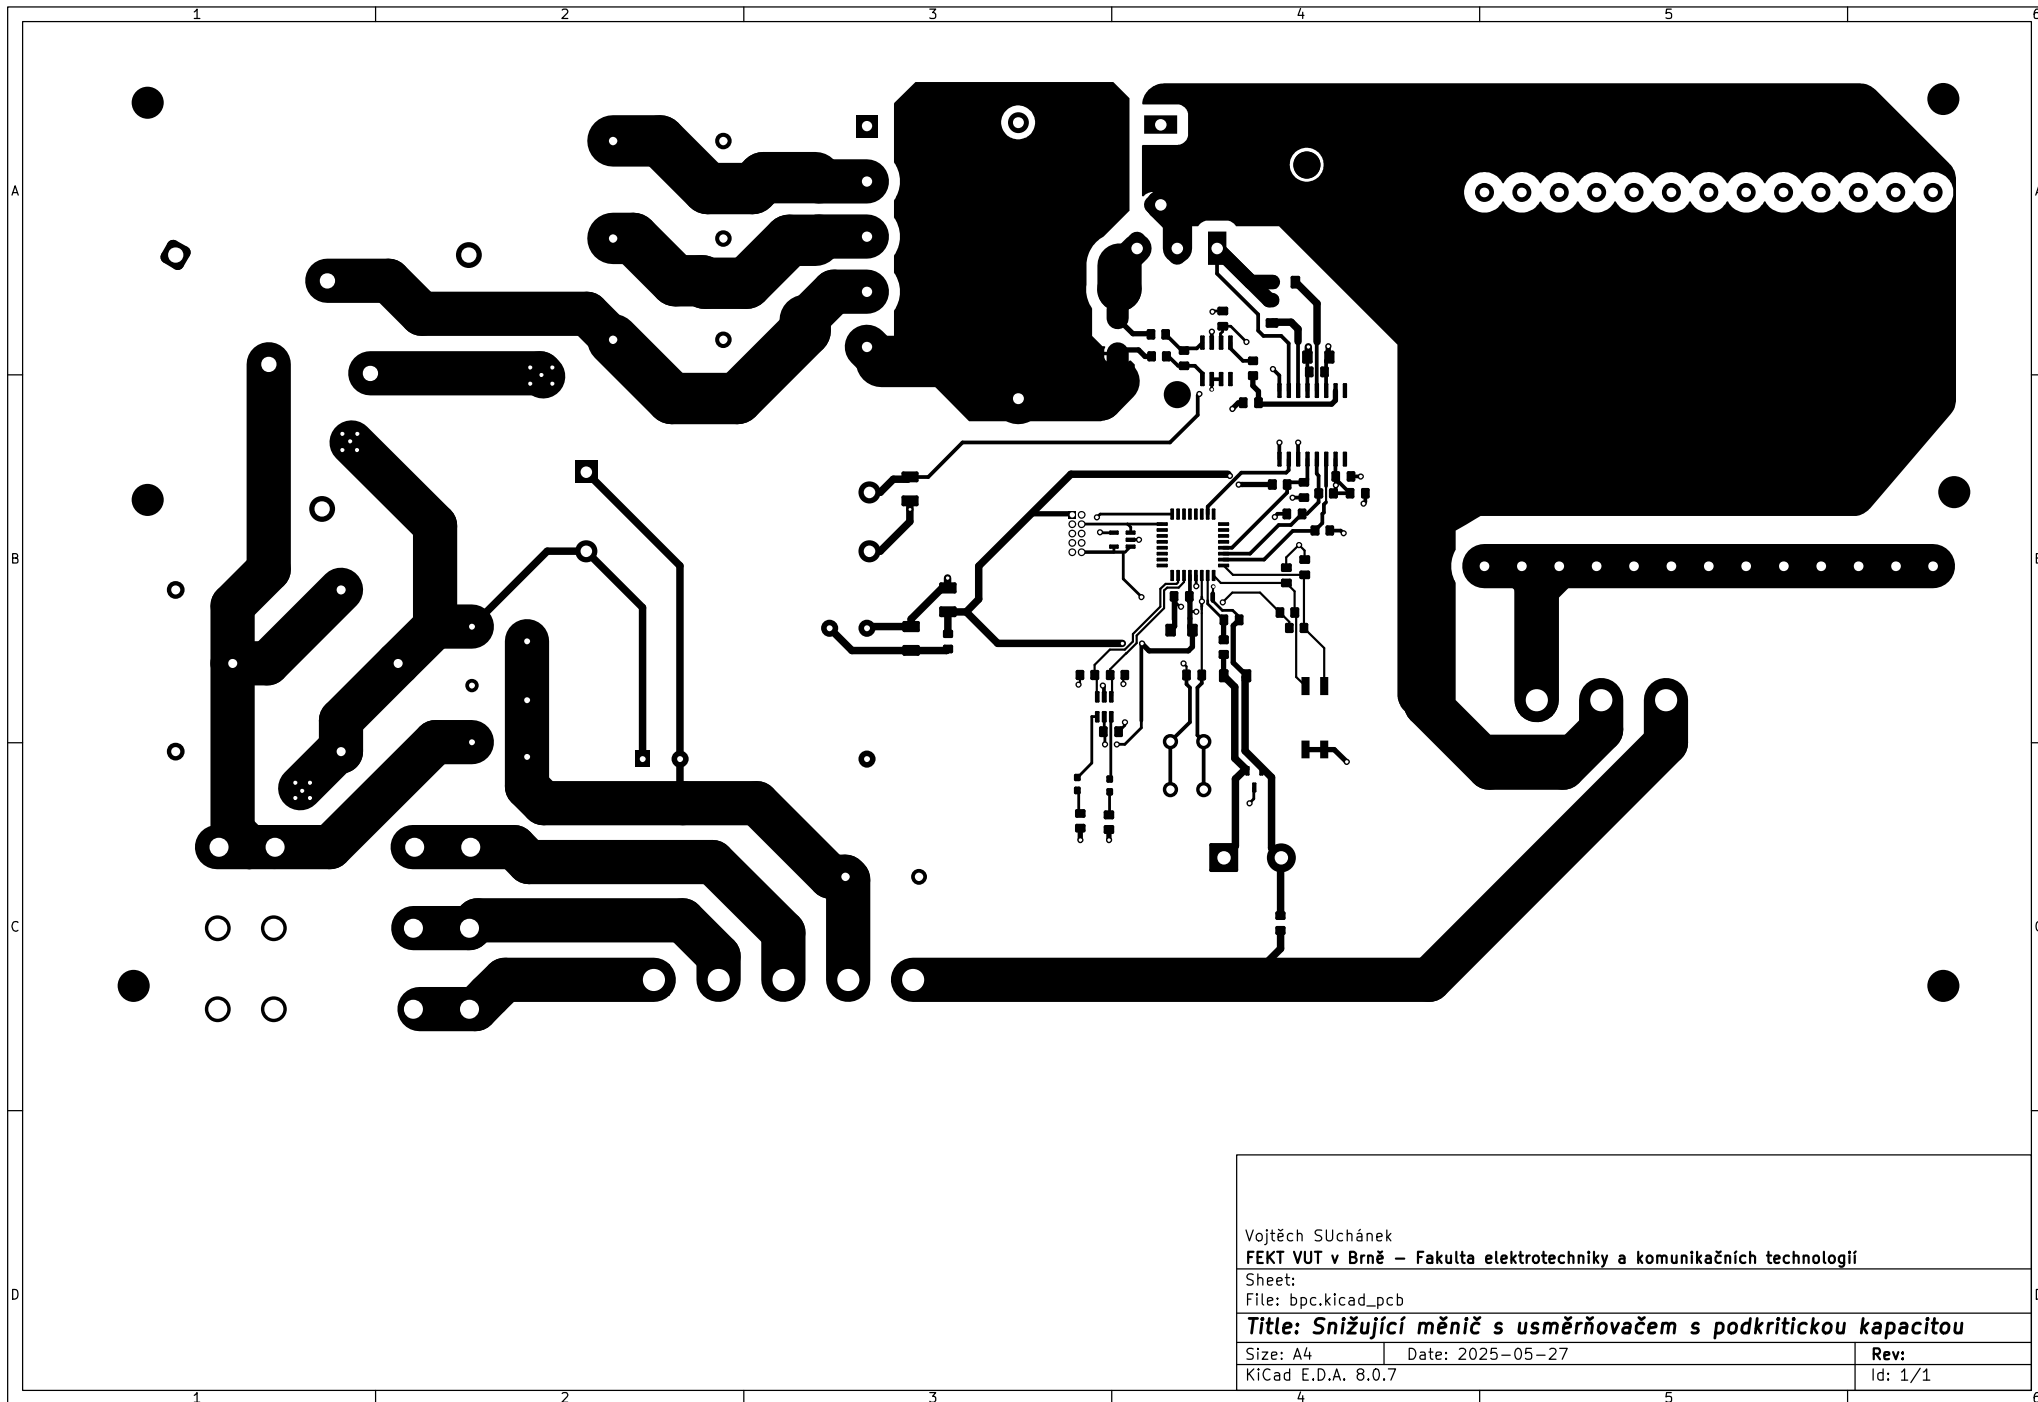 1 2 3 4 5 6
A A
B B
C C
D D
Vojtěch SUchánek
FEKT VUT v Brně – Fakulta elektrotechniky a komunikačních technologií
Sheet:
File: bpc.kicad_pcb
Title: Snižující měnič s usměrňovačem s podkritickou kapacitou
Size: A4 Date: 2025-05-27 Rev:
KiCad E.D.A. 8.0.7 Id: 1/1
1 2 3 4 5 6